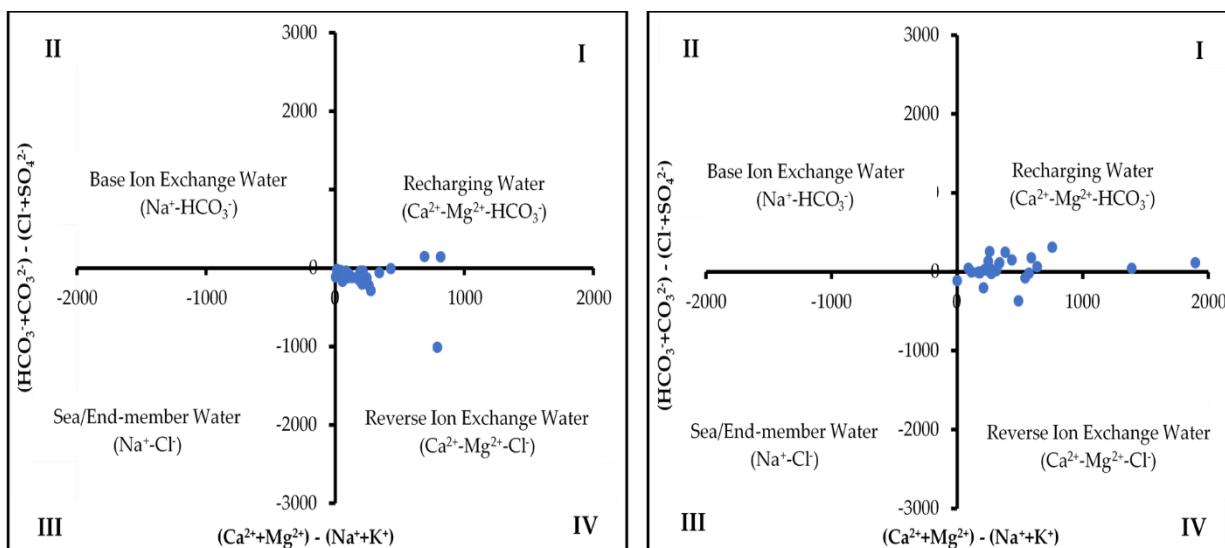 II
I
3000
2000
1000
0
-1000
-2000
-3000
-2000
-1000
0
1000
2000
Base Ion Exchange Water
(Na⁺-HCO₃⁻)
Recharging Water
(Ca²⁺-Mg²⁺-HCO₃⁻)
Sea/End-member Water
(Na⁺-Cl⁻)
Reverse Ion Exchange Water
(Ca²⁺-Mg²⁺-Cl⁻)
(HCO₃⁻+CO₃²⁻) - (Cl⁻+SO₄²⁻)
III
IV
(Ca²⁺+Mg²⁺) - (Na⁺+K⁺)
II
I
3000
2000
0
-1000
-2000
-3000
-2000
-1000
0
1000
2000
Base Ion Exchange Water
(Na⁺-HCO₃⁻)
Recharging Water
(Ca²⁺-Mg²⁺-HCO₃⁻)
Sea/End-member Water
(Na⁺-Cl⁻)
Reverse Ion Exchange Water
(Ca²⁺-Mg²⁺-Cl⁻)
(HCO₃⁻+CO₃²⁻) - (Cl⁻+SO₄²⁻)
III
IV
(Ca²⁺+Mg²⁺) - (Na⁺+K⁺)